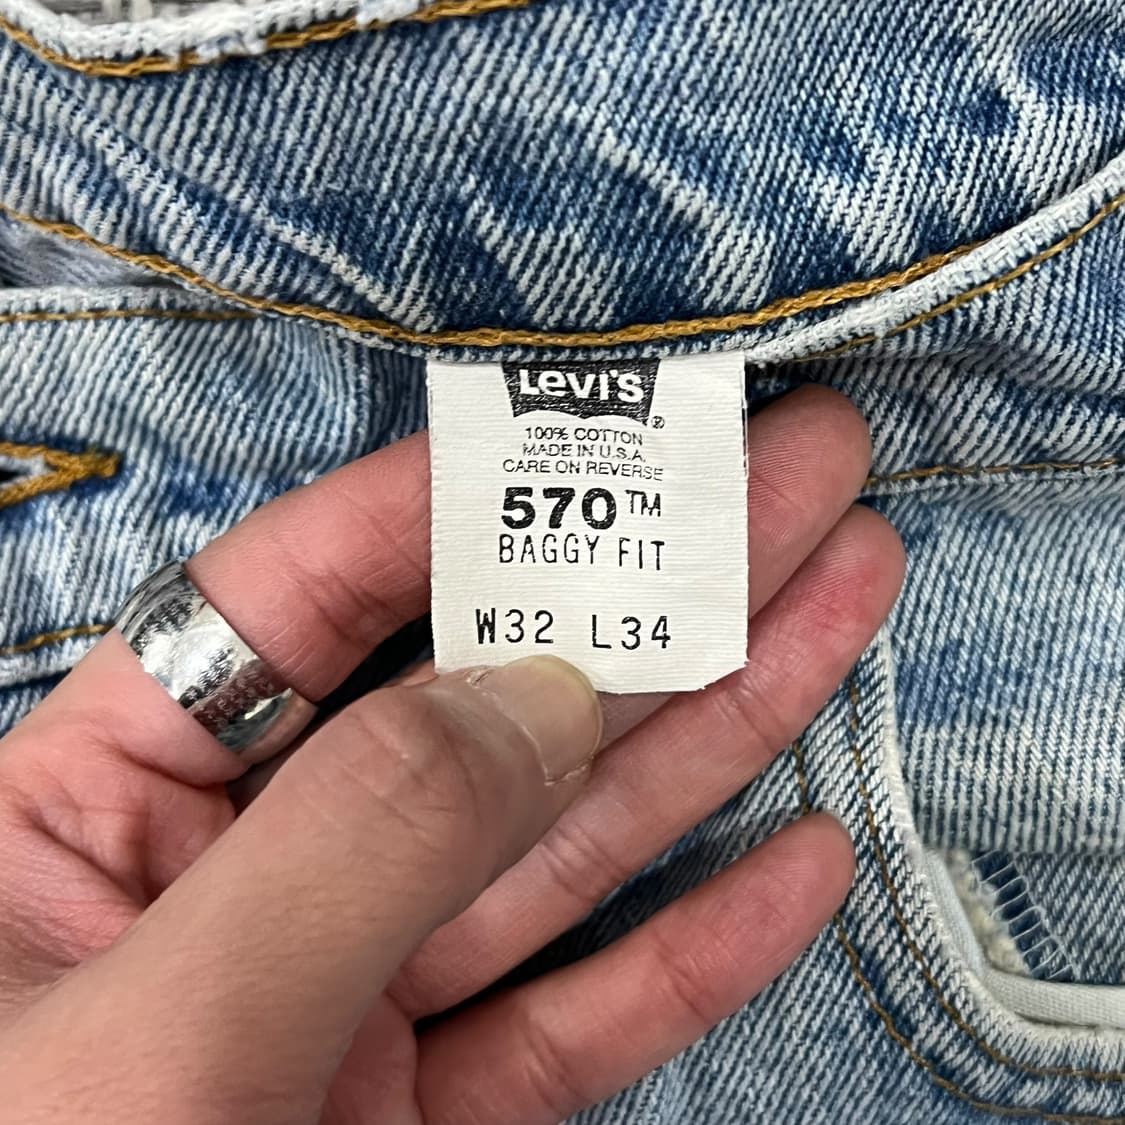 LEVI'S ®
100% COTTON
MADE IN U.S.A.
CARE ON REVERSE
570™
BAGGY FIT
W32 L34